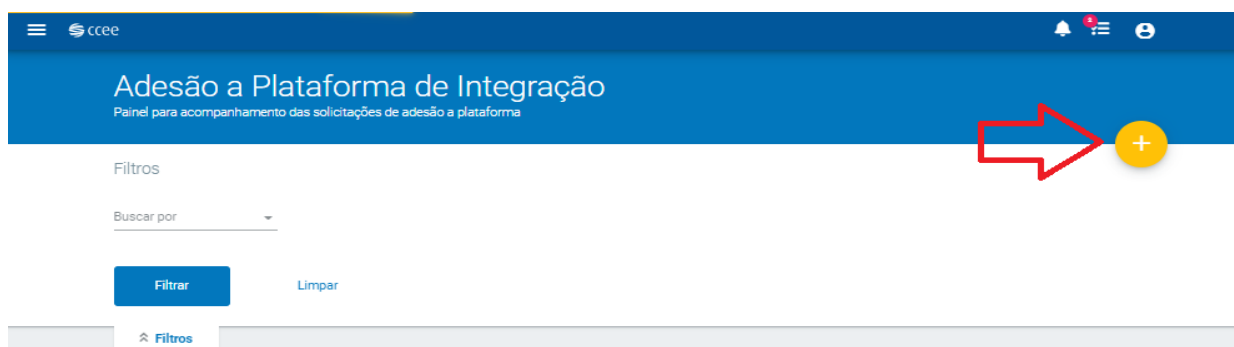 ccee
Adesão a Plataforma de Integração
Painel para acompanhamento das solicitações de adesão a plataforma
+
Filtros
Buscar por
Filtrar
Limpar
Filtros